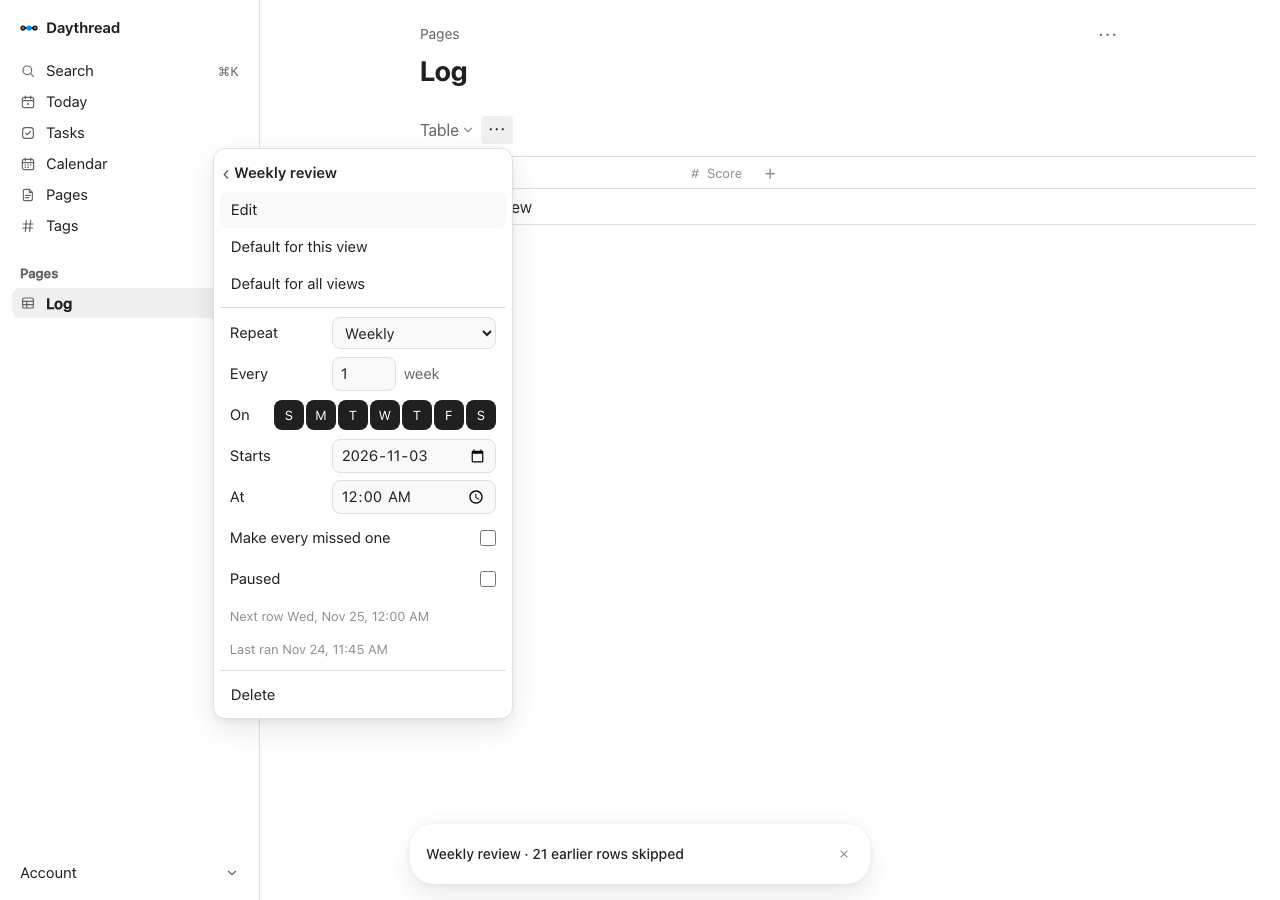 Daythread
Search ⌘K
Today
Tasks
Calendar
Pages
Tags
Pages
Log
Account
Pages
Log
Table
# Score
ew
Weekly review
Edit
Default for this view
Default for all views
Repeat Weekly
Every 1 week
On S M T W T F S
Starts 2026-11-03
At 12:00 AM
Make every missed one
Paused
Next row Wed, Nov 25, 12:00 AM
Last ran Nov 24, 11:45 AM
Delete
Weekly review · 21 earlier rows skipped